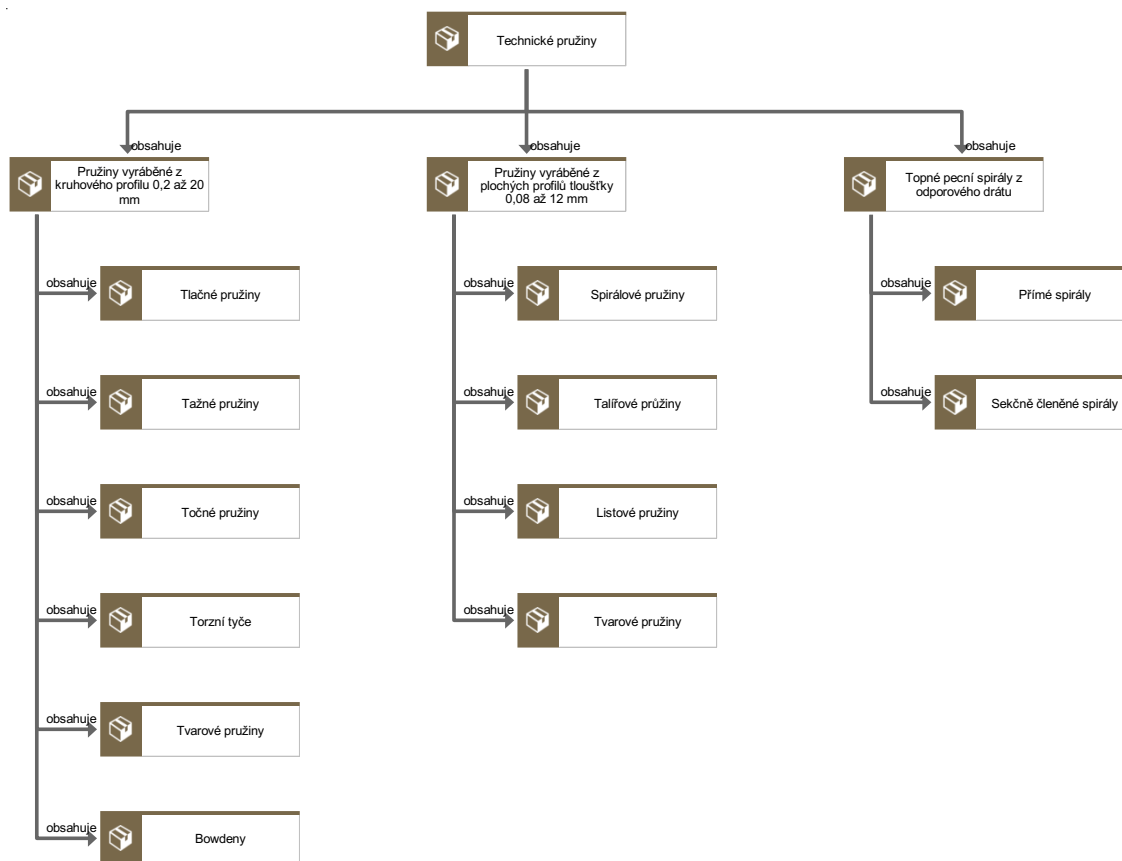 Technické pružiny
obsahuje
obsahuje
obsahuje
Pružiny vyráběné z
kruhového profilu 0,2 až 20
mm
Pružiny vyráběné z
plochých profilů tloušťky
0,08 až 12 mm
Topné pecní spirály z
odporového drátu
obsahuje
Tlačné pružiny
obsahuje
Spirálové pružiny
obsahuje
Přímé spirály
obsahuje
Tažné pružiny
obsahuje
Talířové průžiny
obsahuje
Sekčně členěné spirály
obsahuje
Točné pružiny
obsahuje
Listové pružiny
obsahuje
Torzní tyče
obsahuje
Tvarové pružiny
obsahuje
Tvarové pružiny
obsahuje
Bowdeny